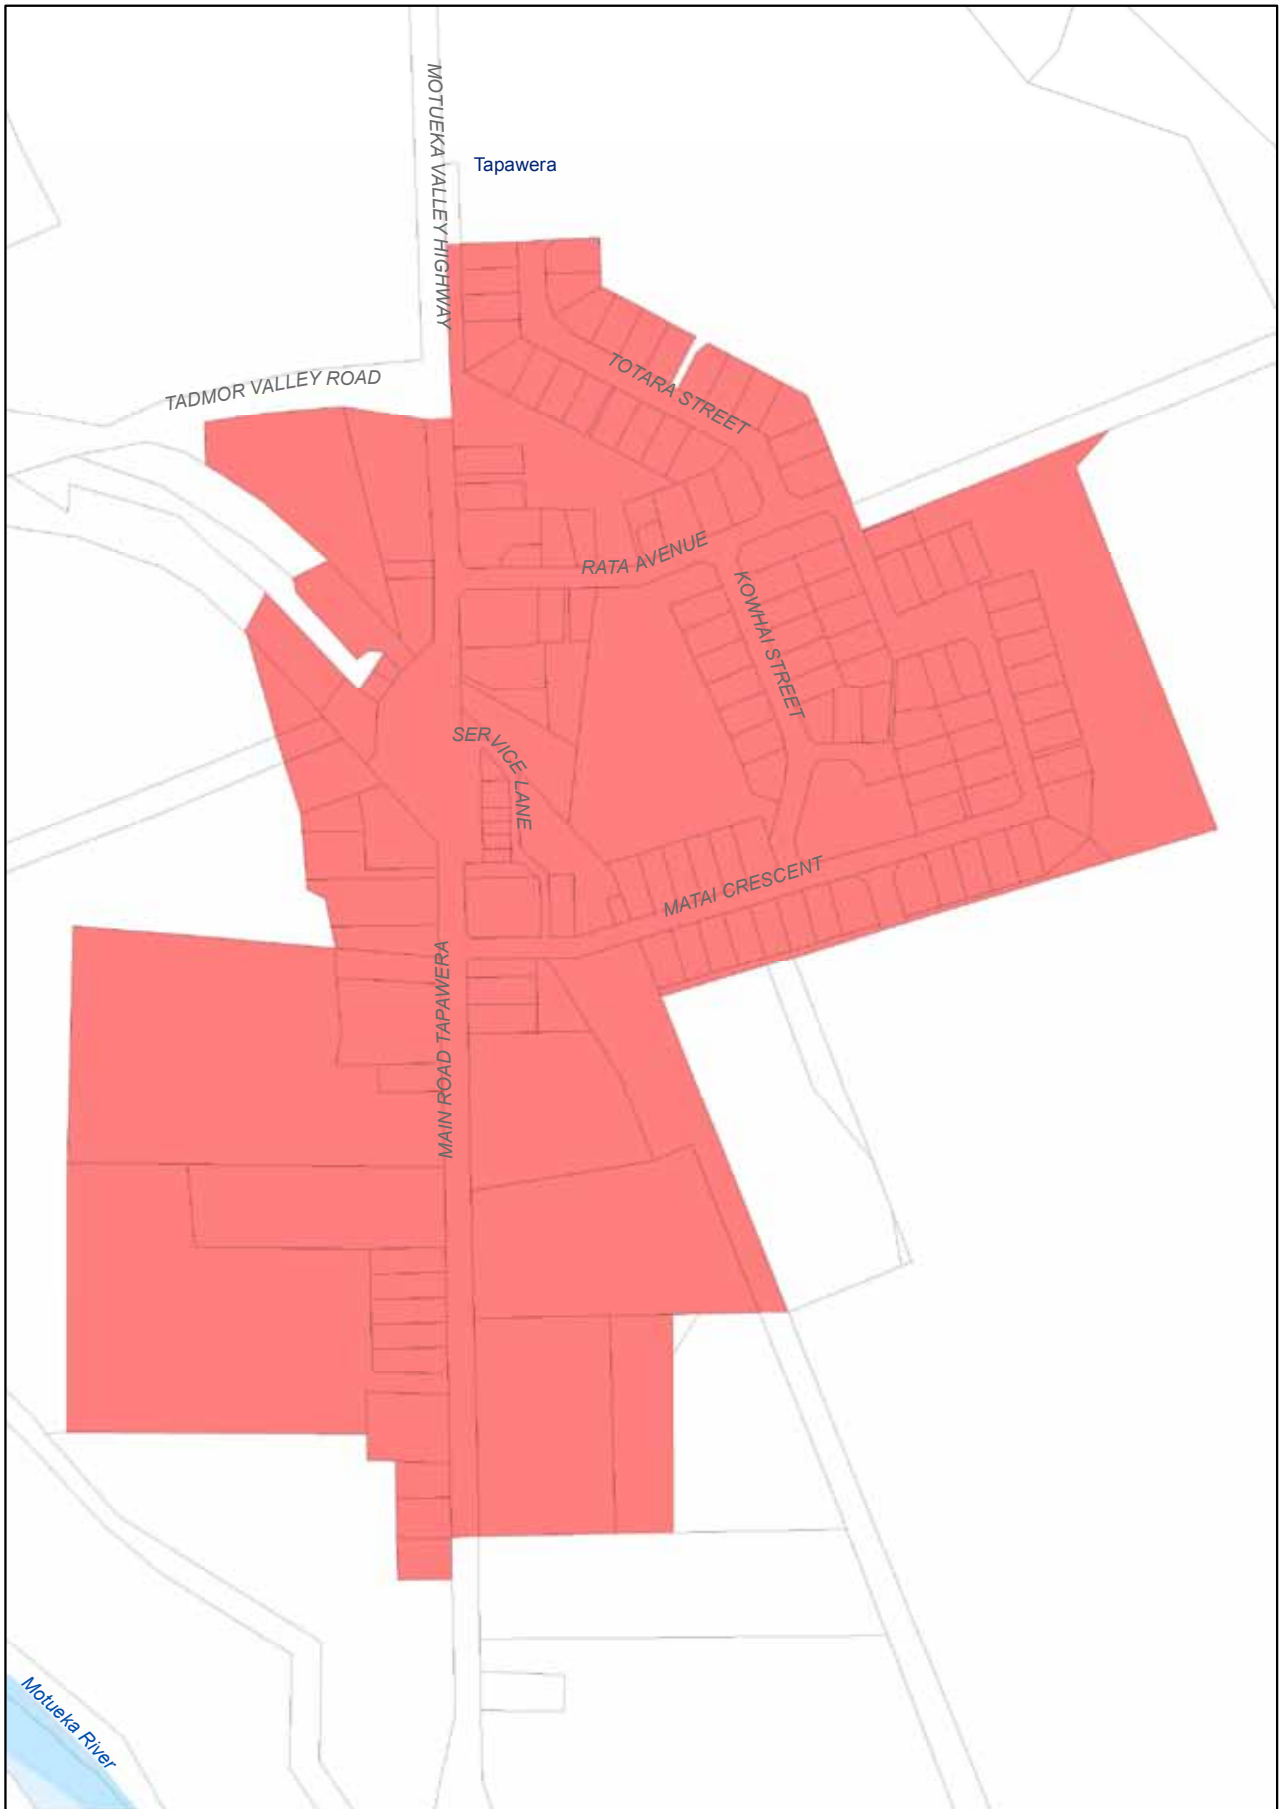 MOTUEKA VALLEY HIGHWAY
Tapawera
TADMOR VALLEY ROAD
TOTARA STREET
RATA AVENUE
KOWHAI STREET
SERVICE LANE
MATAI CRESCENT
MAIN ROAD TAPAWERA
Motueka River